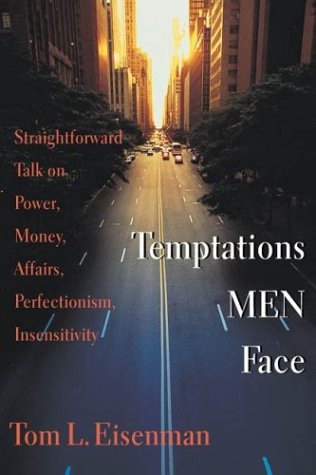 Straightforward
Talk on
Power,
Money,
Affairs,
Perfectionism,
Insensitivity
Temptations
MEN
Face
Tom L. Eisenman